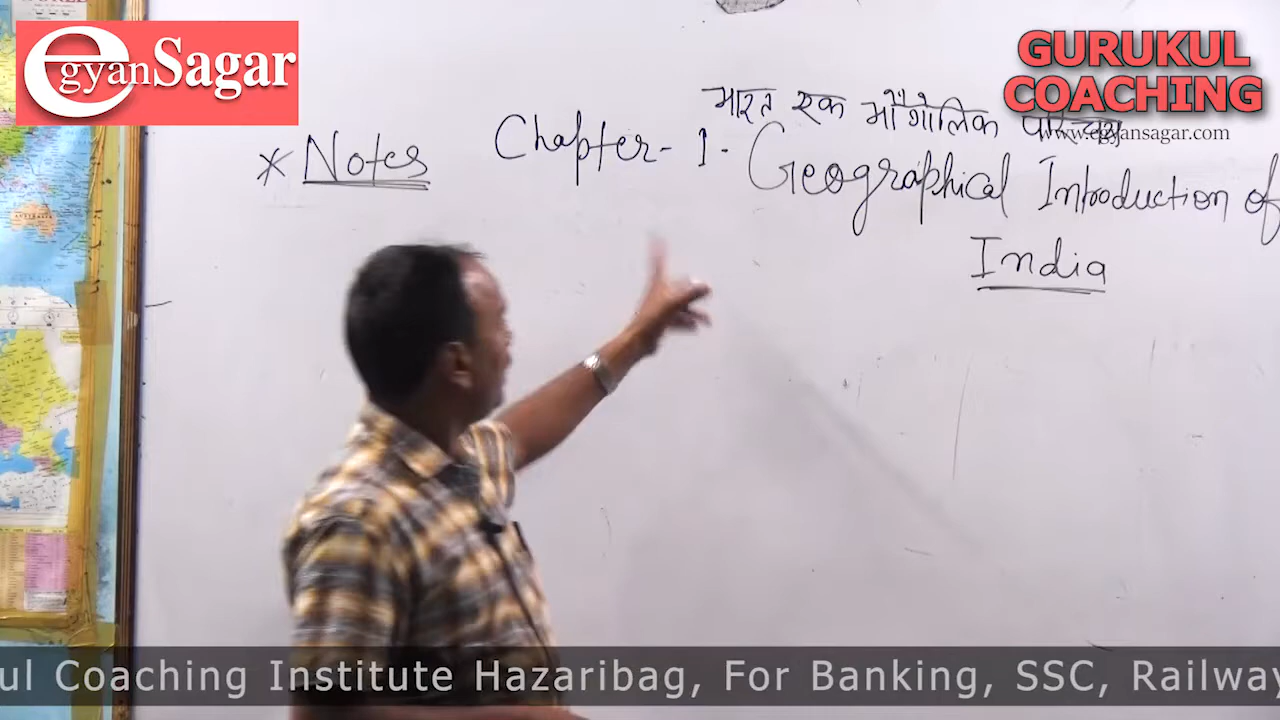 egyanSagar
GURUKUL
COACHING
www.egyansagar.com
भारत एक भौगोलिक
* Notes
Chapter - 1 - Geographical Introduction of
India
ul Coaching Institute Hazaribag, For Banking, SSC, Railway